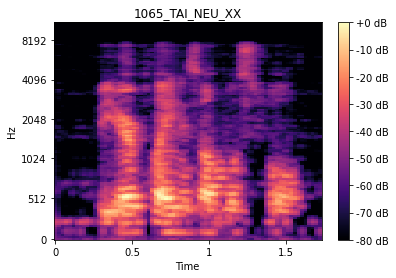 1065_TAI_NEU_XX
Hz
8192
4096
2048
1024
512
0
0
0.5
1
1.5
Time
+0 dB
-10 dB
-20 dB
-30 dB
-40 dB
-50 dB
-60 dB
-70 dB
-80 dB